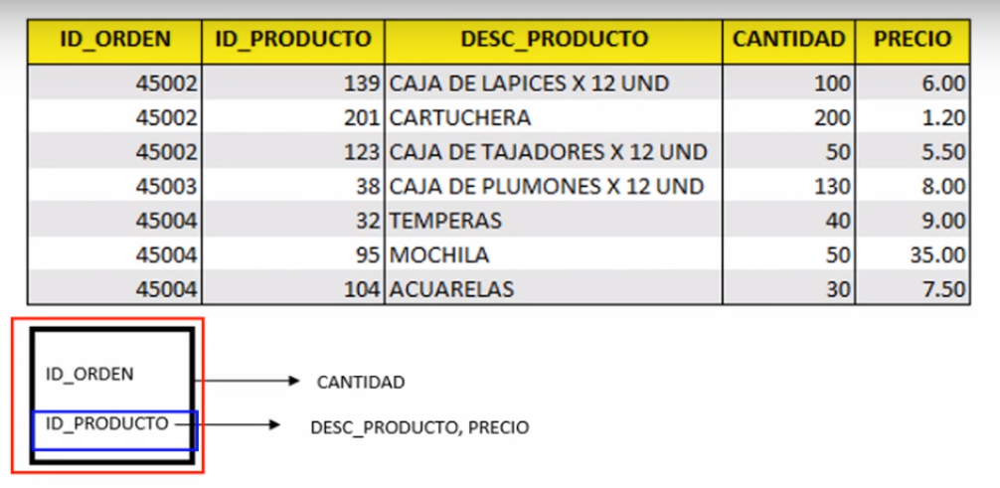 ID_ORDEN ID_PRODUCTO DESC_PRODUCTO CANTIDAD PRECIO
45002 139 CAJA DE LAPICES X 12 UND 100 6.00
45002 201 CARTUCHERA 200 1.20
45002 123 CAJA DE TAJADORES X 12 UND 50 5.50
45003 38 CAJA DE PLUMONES X 12 UND 130 8.00
45004 32 TEMPERAS 40 9.00
45004 95 MOCHILA 50 35.00
45004 104 ACUARELAS 30 7.50
ID_ORDEN CANTIDAD
ID_PRODUCTO DESC_PRODUCTO, PRECIO